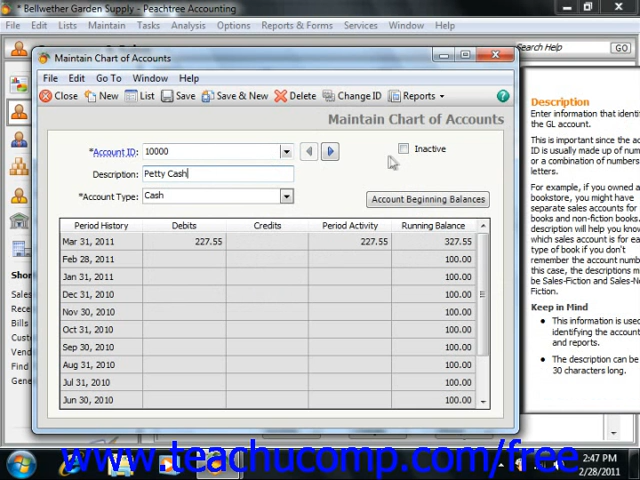 * Bellwether Garden Supply - Peachtree Accounting
File Edit Lists Maintain Tasks Analysis Options Reports & Forms Services Window Help
Search Help GO
Maintain Chart of Accounts
File Edit Go To Window Help
Close New List Save Save & New Delete Change ID Reports
Maintain Chart of Accounts
*Account ID: 10000
Inactive
Description: Petty Cash
*Account Type: Cash
Account Beginning Balances
Period History Debits Credits Period Activity Running Balance
Mar 31, 2011 227.55 227.55 327.55
Feb 28, 2011 100.00
Jan 31, 2011 100.00
Dec 31, 2010 100.00
Nov 30, 2010 100.00
Oct 31, 2010 100.00
Sep 30, 2010 100.00
Aug 31, 2010 100.00
Jul 31, 2010 100.00
Jun 30, 2010 100.00
Description
Enter information that identi
the GL account.
This is important since the a
ID is usually made up of num
or a combination of numbers
letters.
For example, if you owned a
bookstore, you might have
separate sales accounts for
books and non-fiction books.
description will help you kno
which sales account is for ea
type of book if you don't
remember the account numb
this case, the descriptions m
be Sales-Fiction and Sales-N
Fiction.
Keep in Mind
This information is used
identifying the account
and reports.
The description can be
30 characters long.
Short
Sales
Rece
Bills
Custo
Vend
Gene
www.teachucomp.com/free
2:47 PM
2/28/2011